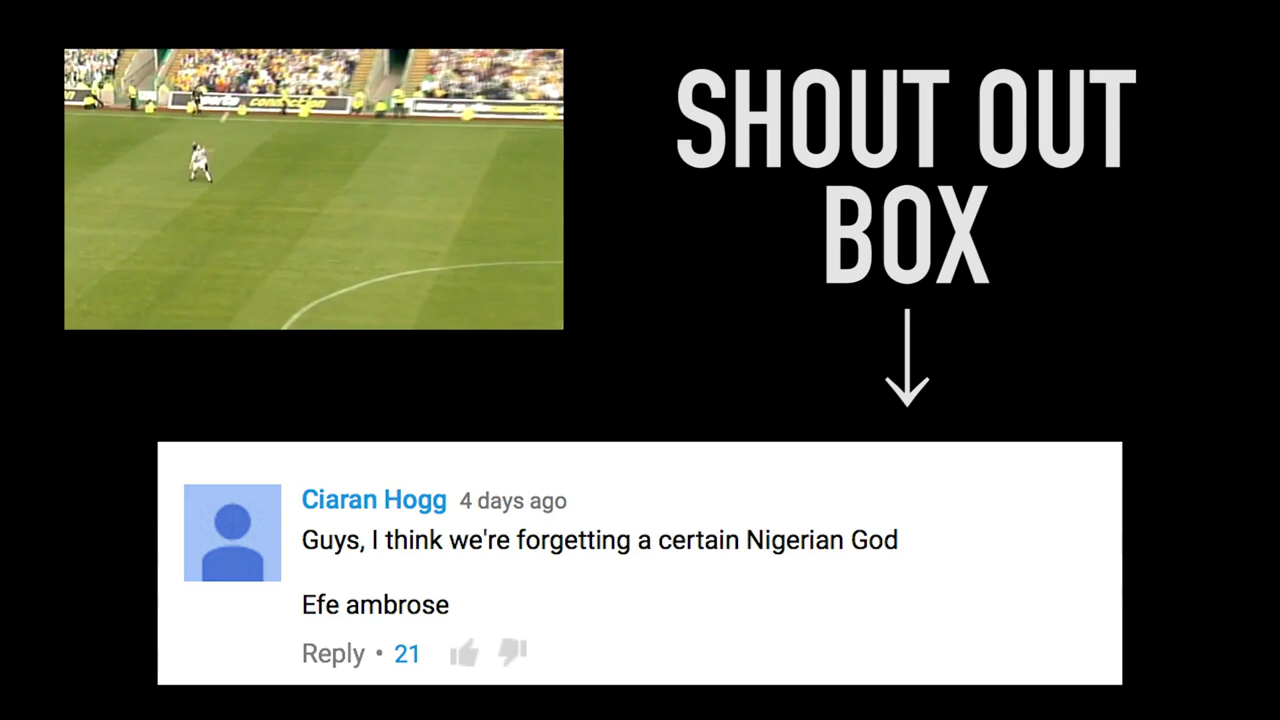 SHOUT OUT
BOX
Ciaran Hogg 4 days ago
Guys, I think we're forgetting a certain Nigerian God
Efe ambrose
Reply • 21